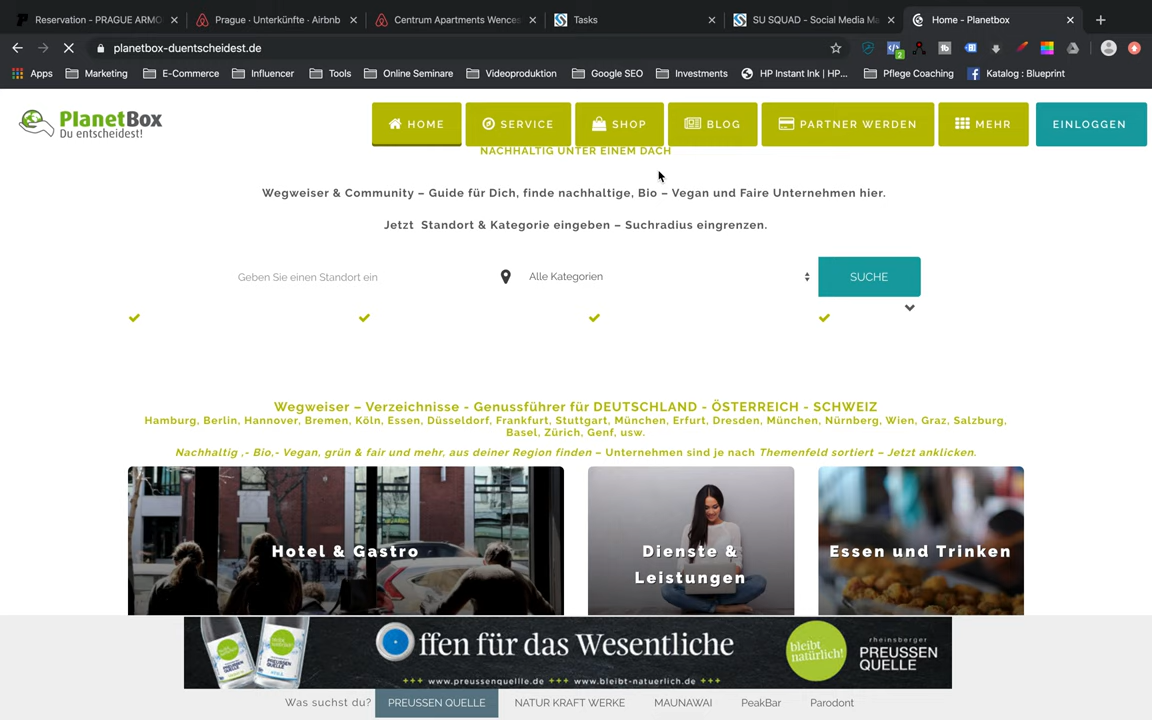 Reservation - PRAGUE ARMO
Prague · Unterkünfte - Airbnb
Centrum Apartments Wences
Tasks
SU SQUAD - Social Media Ma
Home - Planetbox
planetbox-duentscheidest.de
Apps
Marketing
E-Commerce
Influencer
Tools
Online Seminare
Videoproduktion
Google SEO
Investments
HP Instant Ink | HP...
Pflege Coaching
Katalog : Blueprint
PlanetBox
Du entscheidest!
HOME
SERVICE
SHOP
BLOG
PARTNER WERDEN
MEHR
EINLOGGEN
NACHHALTIG UNTER EINEM DACH
Wegweiser & Community – Guide für Dich, finde nachhaltige, Bio – Vegan und Faire Unternehmen hier.
Jetzt Standort & Kategorie eingeben – Suchradius eingrenzen.
Geben Sie einen Standort ein
Alle Kategorien
SUCHE
Wegweiser – Verzeichnisse - Genussführer für DEUTSCHLAND - ÖSTERREICH - SCHWEIZ
Hamburg, Berlin, Hannover, Bremen, Köln, Essen, Düsseldorf, Frankfurt, Stuttgart, München, Erfurt, Dresden, München, Nürnberg, Wien, Graz, Salzburg,
Basel, Zürich, Genf, usw.
Nachhaltig ,- Bio,- Vegan, grün & fair und mehr, aus deiner Region finden – Unternehmen sind je nach Themenfeld sortiert – Jetzt anklicken.
Hotel & Gastro
Dienste &
Leistungen
Essen und Trinken
ffen für das Wesentliche
+++ www.preussenquelle.de +++ www.bleibt-natuerlich.de +++
bleibt
natürlich!
rheinsberger
PREUSSEN
QUELLE
Was suchst du?
PREUSSEN QUELLE
NATUR KRAFT WERKE
MAUNAWAI
PeakBar
Parodont